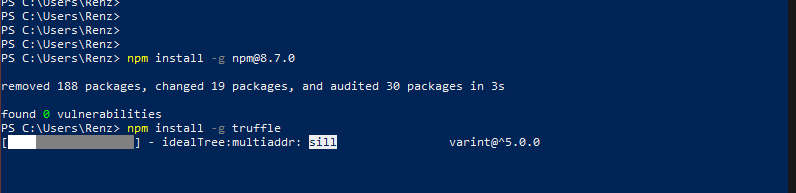 PS C:\Users\Renz>
PS C:\Users\Renz>
PS C:\Users\Renz>
PS C:\Users\Renz>
PS C:\Users\Renz> npm install -g npm@8.7.0
removed 188 packages, changed 19 packages, and audited 30 packages in 3s
found 0 vulnerabilities
PS C:\Users\Renz> npm install -g truffle
[ ] - idealTree:multiaddr: sill varint@^5.0.0